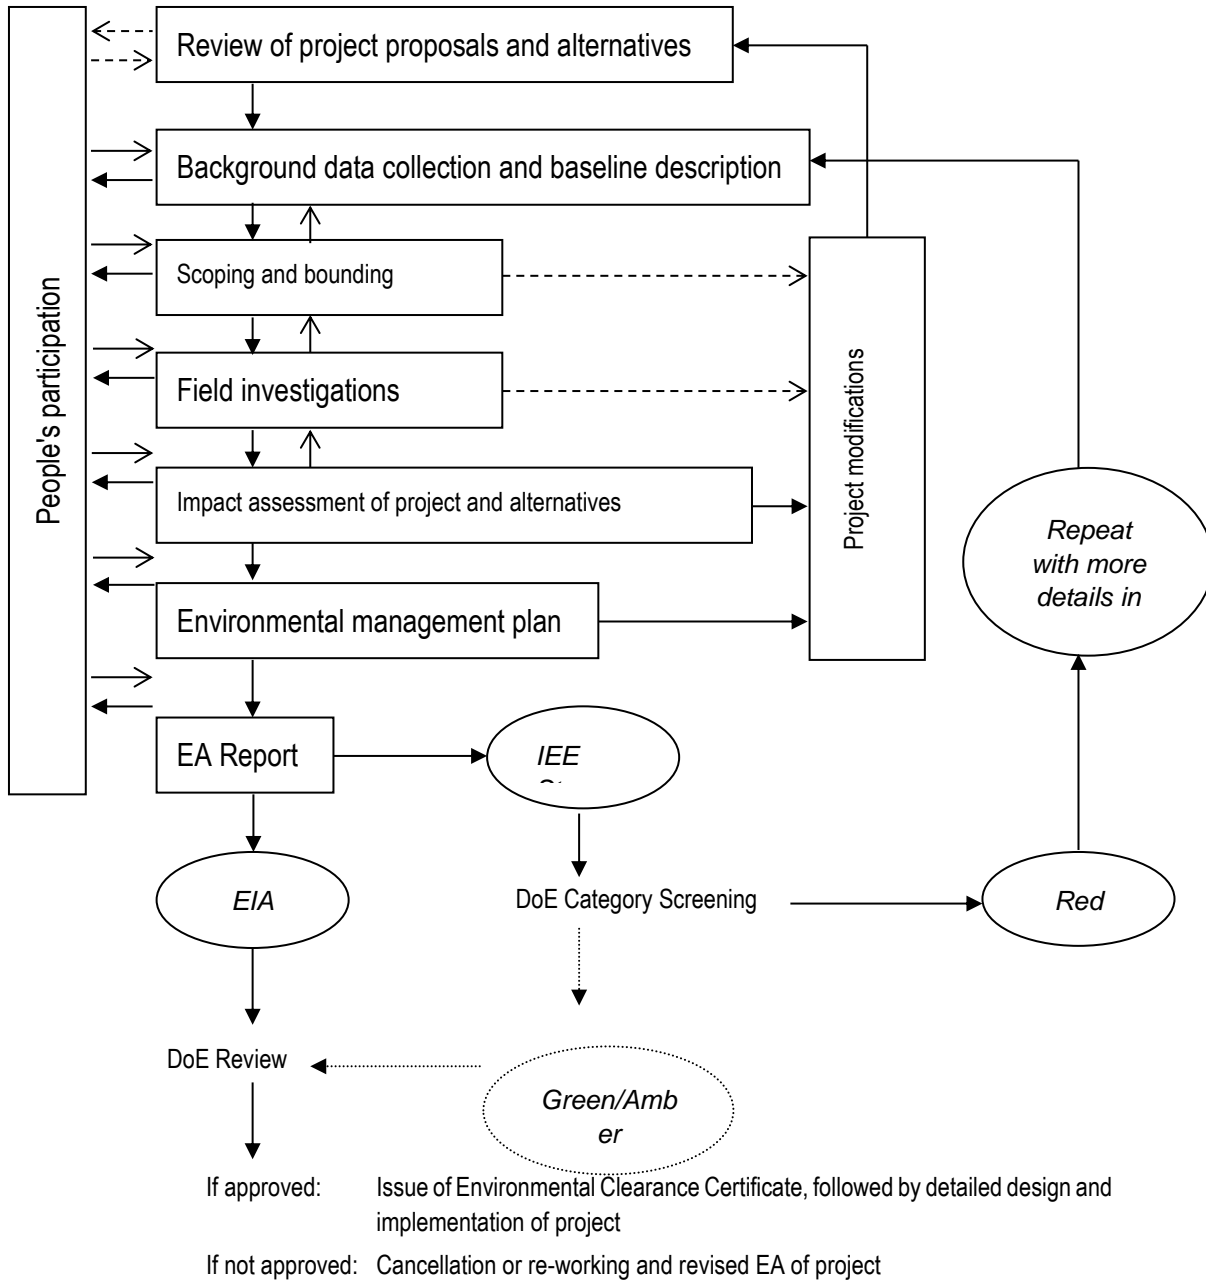 Review of project proposals and alternatives
Background data collection and baseline description
Scoping and bounding
Field investigations
Impact assessment of project and alternatives
Environmental management plan
EA Report
People's participation
Project modifications
Repeat
with more
details in
IEE
EIA
DoE Category Screening
Red
DoE Review
Green/Amb
er
If approved: Issue of Environmental Clearance Certificate, followed by detailed design and
implementation of project
If not approved: Cancellation or re-working and revised EA of project